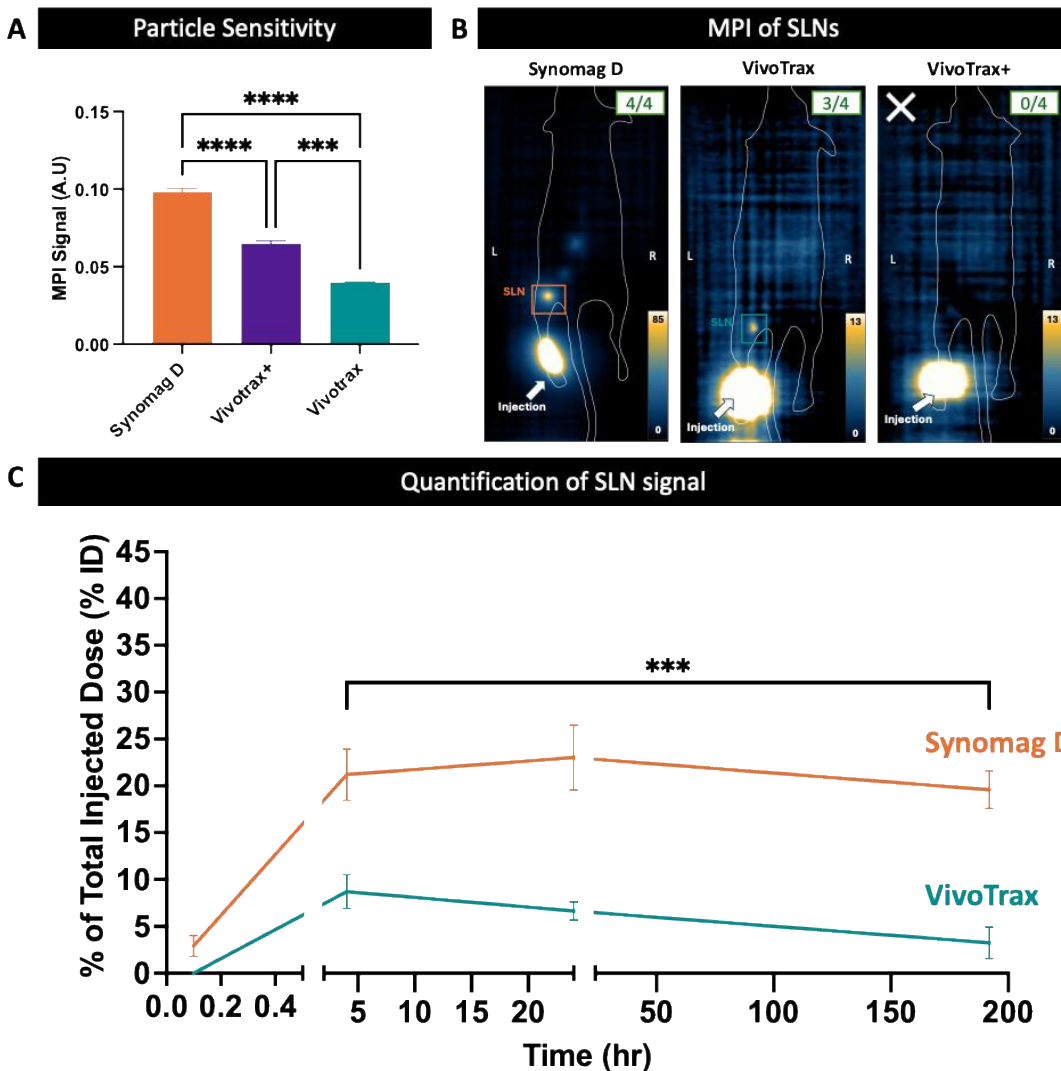 A
Particle Sensitivity
****
****
***
0.15
0.10
0.05
0.00
MPI Signal (A.U)
Synomag D
Vivotrax+
Vivotrax
B
MPI of SLNs
Synomag D
VivoTrax
VivoTrax+
4/4
3/4
0/4
L
R
SLN
Injection
85
0
L
R
SLN
Injection
13
0
L
R
Injection
13
0
C
Quantification of SLN signal
% of Total Injected Dose (% ID)
45
40
35
30
25
20
15
10
5
0
***
Synomag D
VivoTrax
0.0 0.2 0.4 5 10 15 20 50 100 150 200
Time (hr)